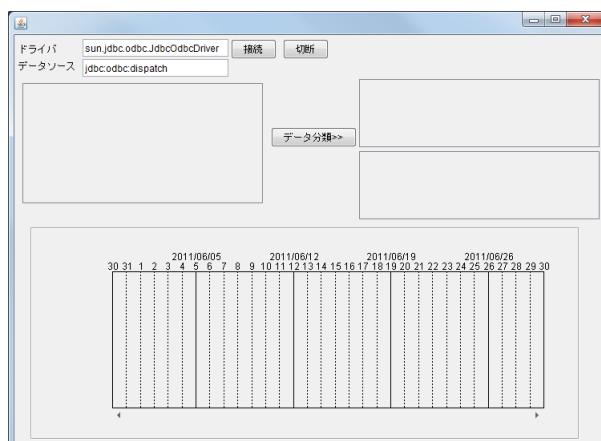 ドライバ sun.jdbc.odbc.JdbcOdbcDriver 接続 切断
データソース jdbc:odbc:dispatch
データ分類>>
2011/06/05 2011/06/12 2011/06/19 2011/06/26
30 31 1 2 3 4 5 6 7 8 9 10 11 12 13 14 15 16 17 18 19 20 21 22 23 24 25 26 27 28 29 30